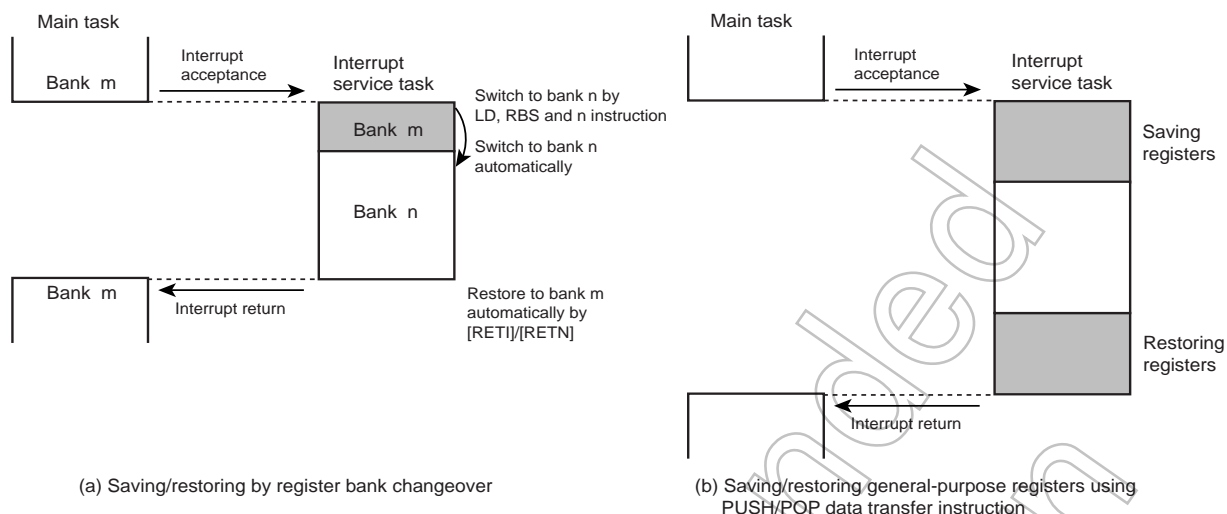 Main task
Interrupt
acceptance
Bank m
Interrupt
service task
Bank m
Switch to bank n by
LD, RBS and n instruction
Switch to bank n
automatically
Bank n
Bank m
Interrupt return
Restore to bank m
automatically by
[RETI]/[RETN]
(a) Saving/restoring by register bank changeover
Main task
Interrupt
acceptance
Interrupt
service task
Saving
registers
Restoring
registers
Interrupt return
(b) Saving/restoring general-purpose registers using
PUSH/POP data transfer instruction